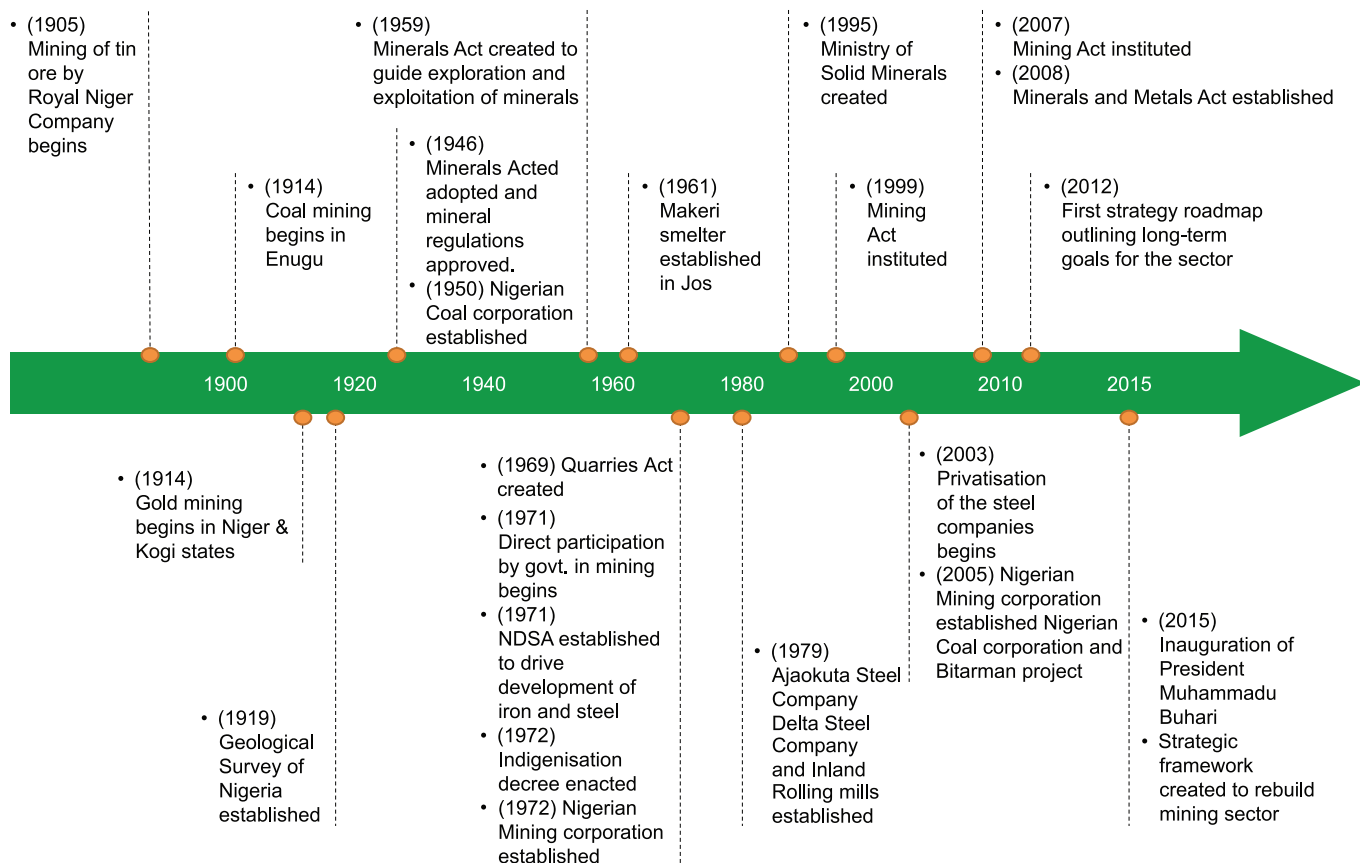 • (1905)
Mining of tin
ore by
Royal Niger
Company
begins
• (1959)
Minerals Act created to
guide exploration and
exploitation of minerals
• (1995)
Ministry of
Solid Minerals
created
• (2007)
Mining Act instituted
• (2008)
Minerals and Metals Act established
• (1914)
Coal mining
begins in
Enugu
• (1946)
Minerals Acted
adopted and
mineral
regulations
approved.
• (1950) Nigerian
Coal corporation
established
• (1961)
Makeri
smelter
established
in Jos
• (1999)
Mining
Act
instituted
• (2012)
First strategy roadmap
outlining long-term
goals for the sector
1900 1920 1940 1960 1980 2000 2010 2015
• (1914)
Gold mining
begins in Niger &
Kogi states
• (1919)
Geological
Survey of
Nigeria
established
• (1969) Quarries Act
created
• (1971)
Direct participation
by govt. in mining
begins
• (1971)
NDSA established
to drive
development of
iron and steel
• (1972)
Indigenisation
decree enacted
• (1972) Nigerian
Mining corporation
established
• (1979)
Ajaokuta Steel
Company
Delta Steel
Company
and Inland
Rolling mills
established
• (2003)
Privatisation
of the steel
companies
begins
• (2005) Nigerian
Mining corporation
established Nigerian
Coal corporation and
Bitarman project
• (2015)
Inauguration of
President
Muhammadu
Buhari
• Strategic
framework
created to rebuild
mining sector